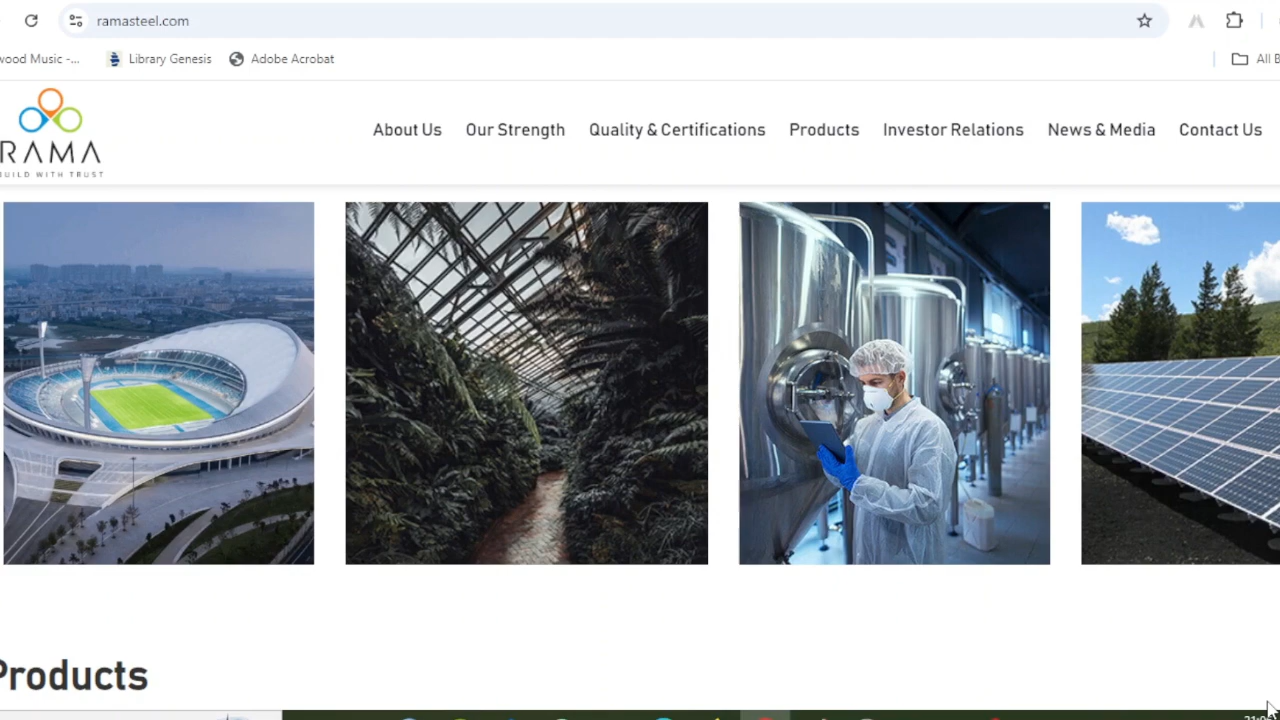 ramasteel.com
wood Music -...
Library Genesis
Adobe Acrobat
All B
RAMA
BUILD WITH TRUST
About Us
Our Strength
Quality & Certifications
Products
Investor Relations
News & Media
Contact Us
Products